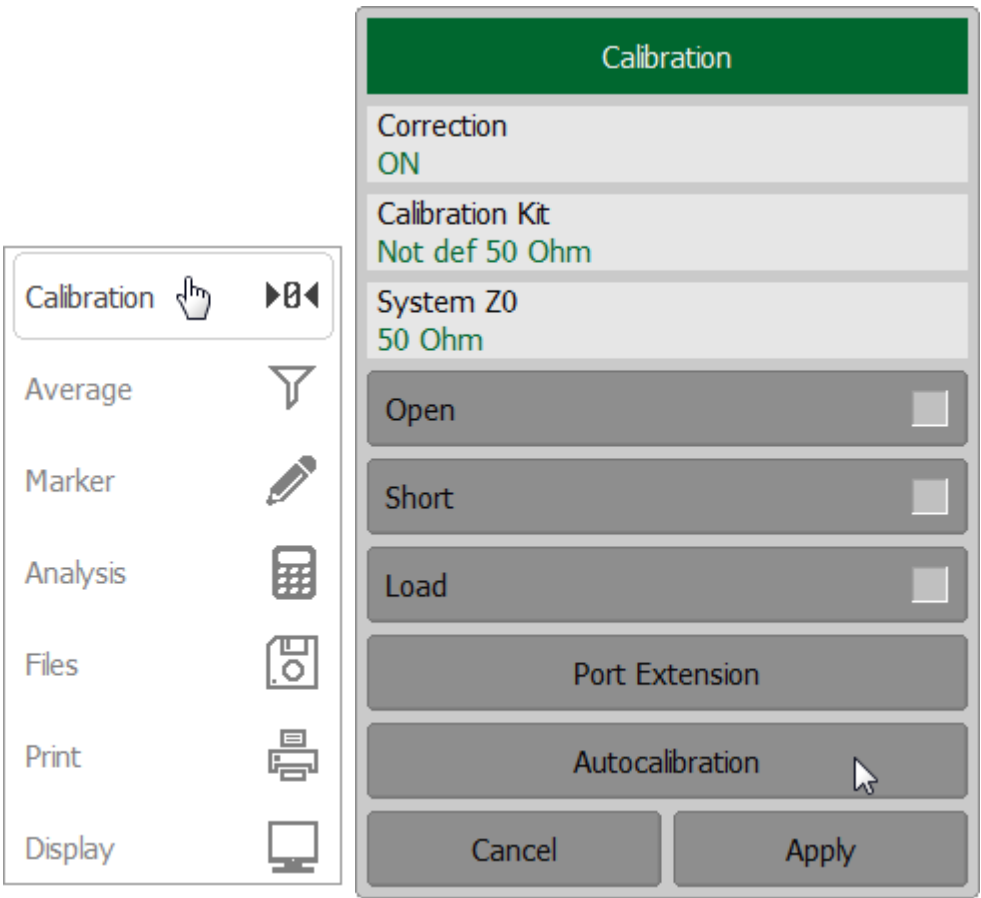 Calibration
Average
Marker
Analysis
Files
Print
Display
Calibration
Correction
ON
Calibration Kit
Not def 50 Ohm
System Z0
50 Ohm
Open
Short
Load
Port Extension
Autocalibration
Cancel
Apply